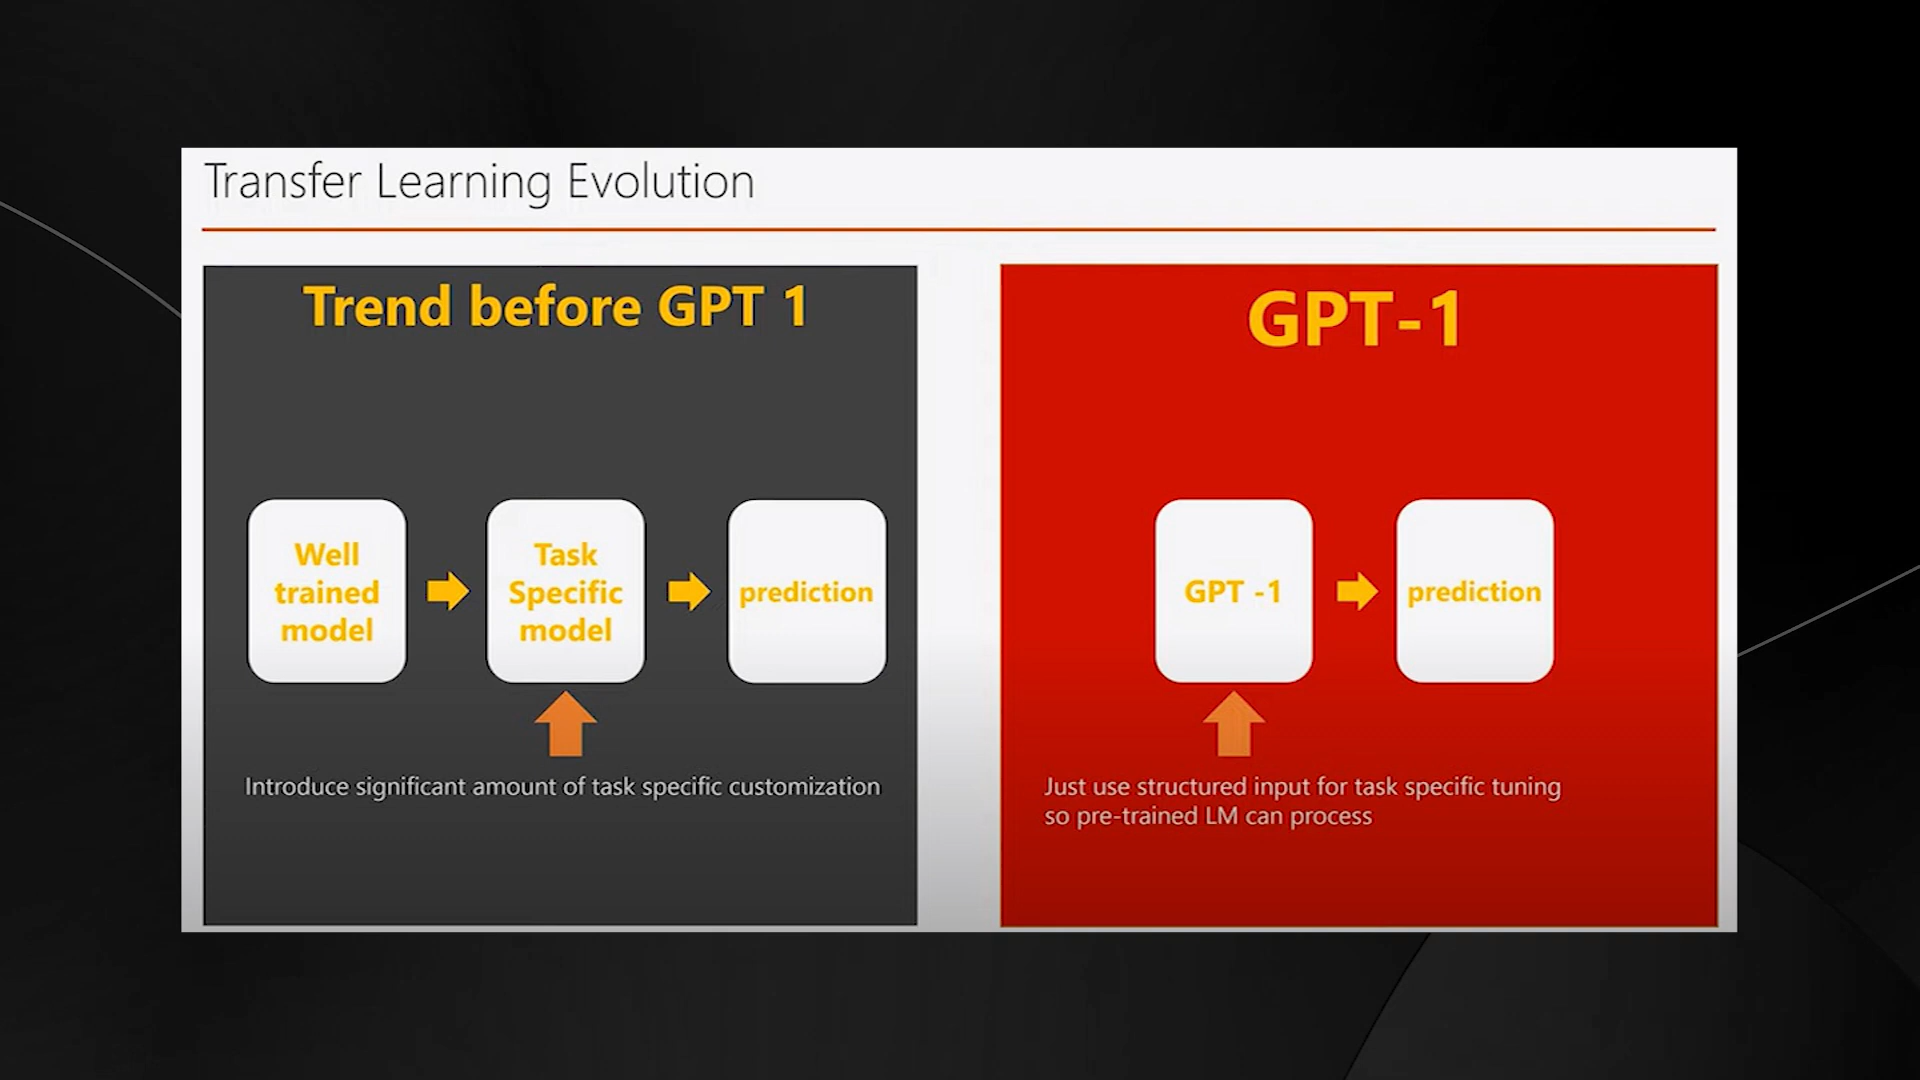 Transfer Learning Evolution
Trend before GPT 1
Well
trained
model
Task
Specific
model
prediction
Introduce significant amount of task specific customization
GPT-1
GPT -1
prediction
Just use structured input for task specific tuning
so pre-trained LM can process